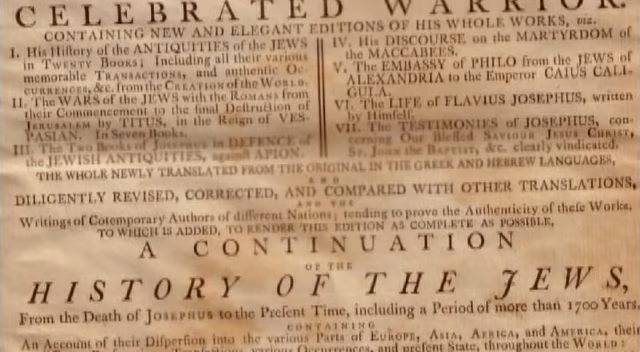 CELEBRATED WARRIOR.
CONTAINING NEW AND ELEGANT EDITIONS OF HIS WHOLE WORKS, viz.
I. His Hiſtory of the ANTIQUITIES of the JEWS
in TWENTY BOOKS; Including all their various
memorable TRANSACTIONS, and authentic OC-
CURRENCES, &c. from the CREATION of the WORLD.
II. The WARS of the JEWS with the ROMANS from
their Commencement to the final Deſtruction of
JERUSALEM by TITUS, in the Reign of VES-
PASIAN. In Seven Books.
III. The Two Books of JOSEPHUS in DEFENCE of
the JEWISH ANTIQUITIES, againſt APION.
IV. His DISCOURSE on the MARTYRDOM of
the MACCABEES.
V. The EMBASSY of PHILO from the JEWS of
ALEXANDRIA to the Emperor CAIUS CALI-
GULA.
VI. The LIFE of FLAVIUS JOSEPHUS, written
by Himſelf.
VII. The TESTIMONIES of JOSEPHUS, con-
cerning Our Bleſſed SAVIOUR JESUS CHRIST,
ST. JOHN the BAPTIST, &c. clearly vindicated.
THE WHOLE NEWLY TRANSLATED FROM THE ORIGINAL IN THE GREEK AND HEBREW LANGUAGES,
AND
DILIGENTLY REVISED, CORRECTED, AND COMPARED WITH OTHER TRANSLATIONS,
AND THE
Writings of Cotemporary Authors of different Nations; tending to prove the Authenticity of theſe Works.
TO WHICH IS ADDED, TO RENDER THIS EDITION AS COMPLETE AS POSSIBLE,
A CONTINUATION
OF THE
HISTORY OF THE JEWS,
From the Death of JOSEPHUS to the Preſent Time, including a Period of more than 1700 Years,
CONTAINING
An Account of their Diſperſion into the various Parts of EUROPE, ASIA, AFRICA, and AMERICA, their
various Occurrences, and preſent State, throughout the WORLD: